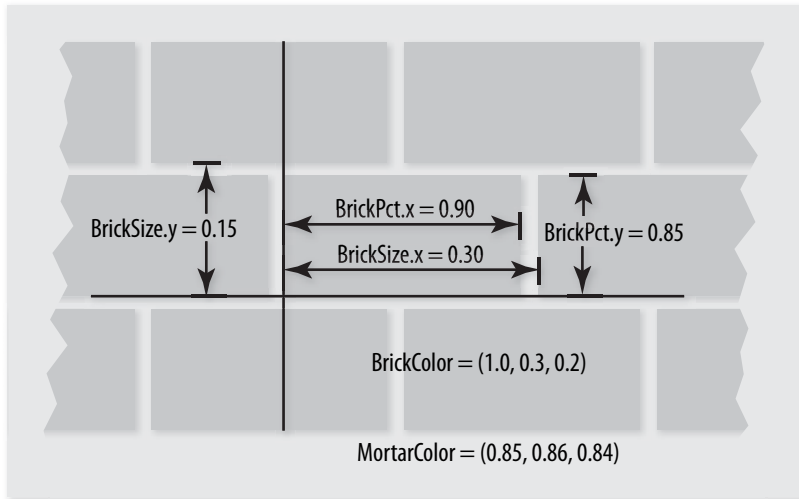 BrickPct.x = 0.90
BrickSize.y = 0.15
BrickPct.y = 0.85
BrickSize.x = 0.30
BrickColor = (1.0, 0.3, 0.2)
MortarColor = (0.85, 0.86, 0.84)